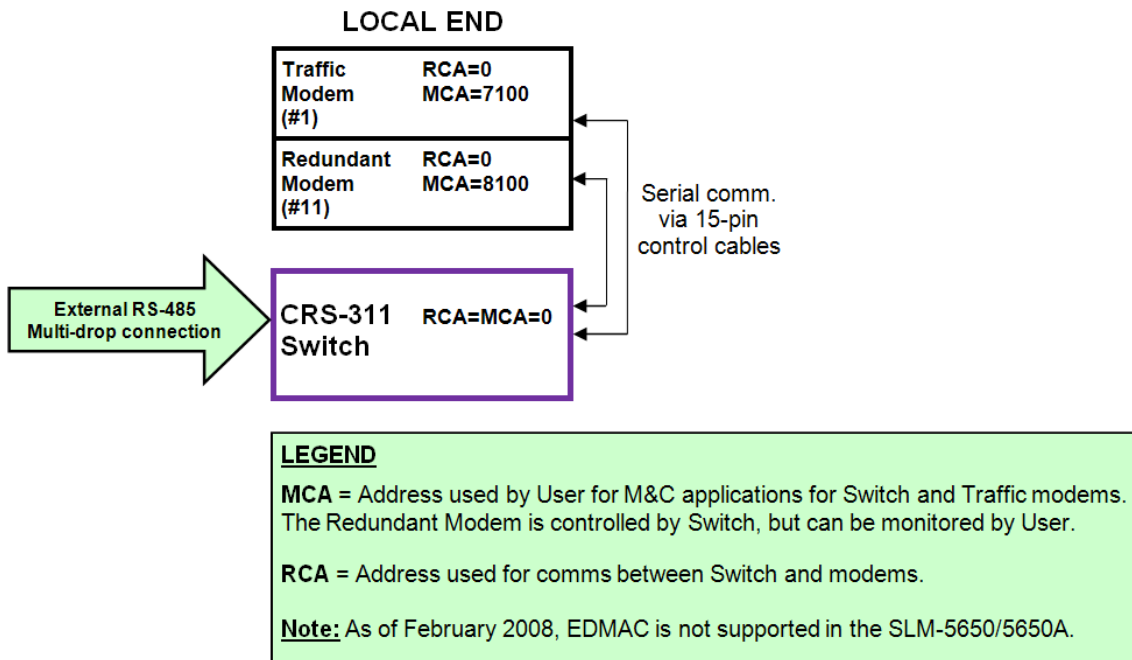 LOCAL END
Traffic Modem (#1) RCA=0 MCA=7100
Redundant Modem (#11) RCA=0 MCA=8100
Serial comm.
via 15-pin
control cables
External RS-485
Multi-drop connection
CRS-311 RCA=MCA=0
Switch
LEGEND
MCA = Address used by User for M&C applications for Switch and Traffic modems.
The Redundant Modem is controlled by Switch, but can be monitored by User.
RCA = Address used for comms between Switch and modems.
Note: As of February 2008, EDMAC is not supported in the SLM-5650/5650A.